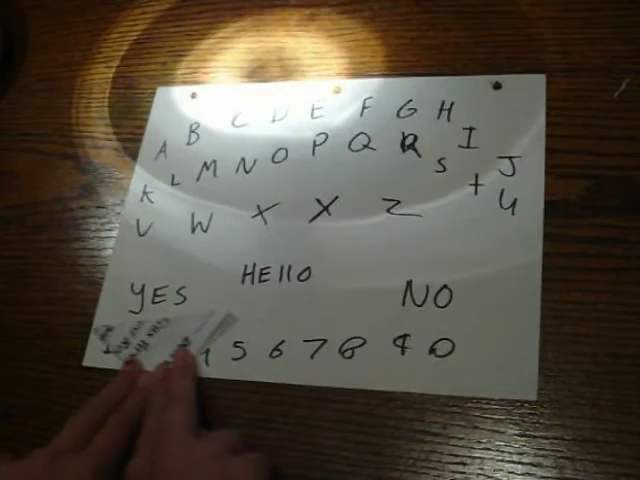 A B C D E F G H I J
K L M N O P Q R S t U
V W X X Z
HEllO
YES NO
5 6 7 8 9 0